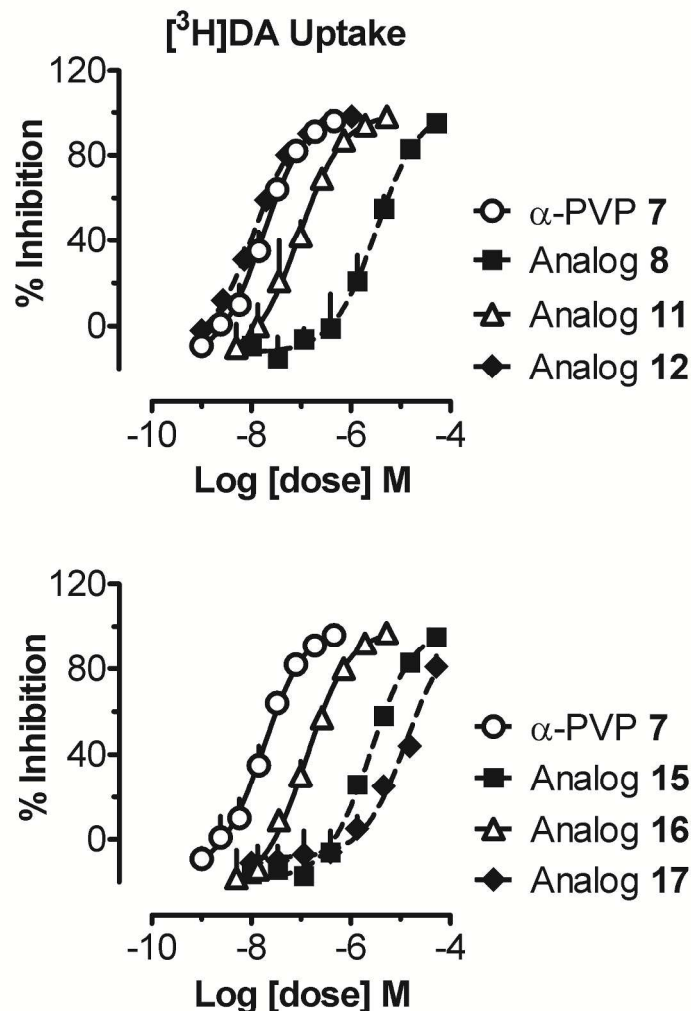 [³H]DA Uptake
120
80
40
0
% Inhibition
-10 -8 -6 -4
Log [dose] M
α-PVP 7
Analog 8
Analog 11
Analog 12
120
80
40
0
% Inhibition
-10 -8 -6 -4
Log [dose] M
α-PVP 7
Analog 15
Analog 16
Analog 17